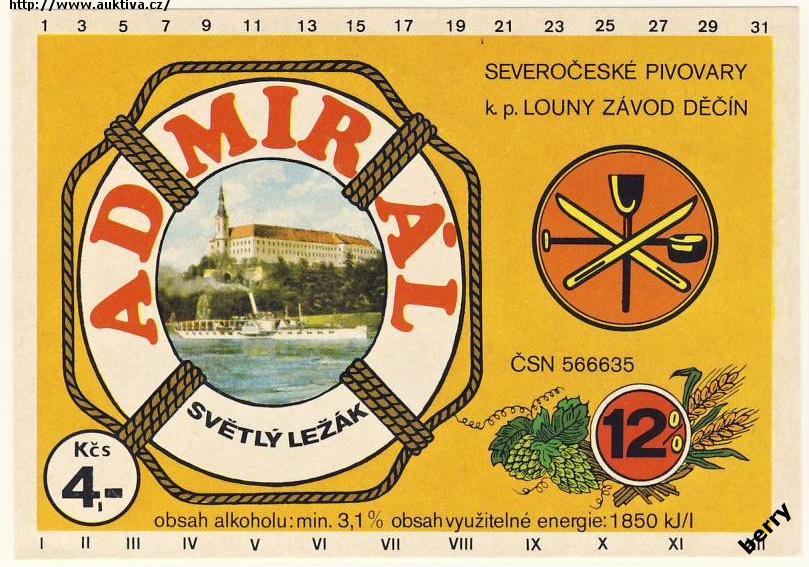 http://www.auktiva.cz/
1 3 5 7 9 11 13 15 17 19 21 23 25 27 29 31
SEVEROČESKÉ PIVOVARY
k. p. LOUNY ZÁVOD DĚČÍN
ADMIRÁL
SVĚTLÝ LEŽÁK
ČSN 566635
12%
Kčs
4,-
obsah alkoholu: min. 3,1% obsah využitelné energie: 1850 kJ/l
I II III IV V VI VII VIII IX X XI XII
berry